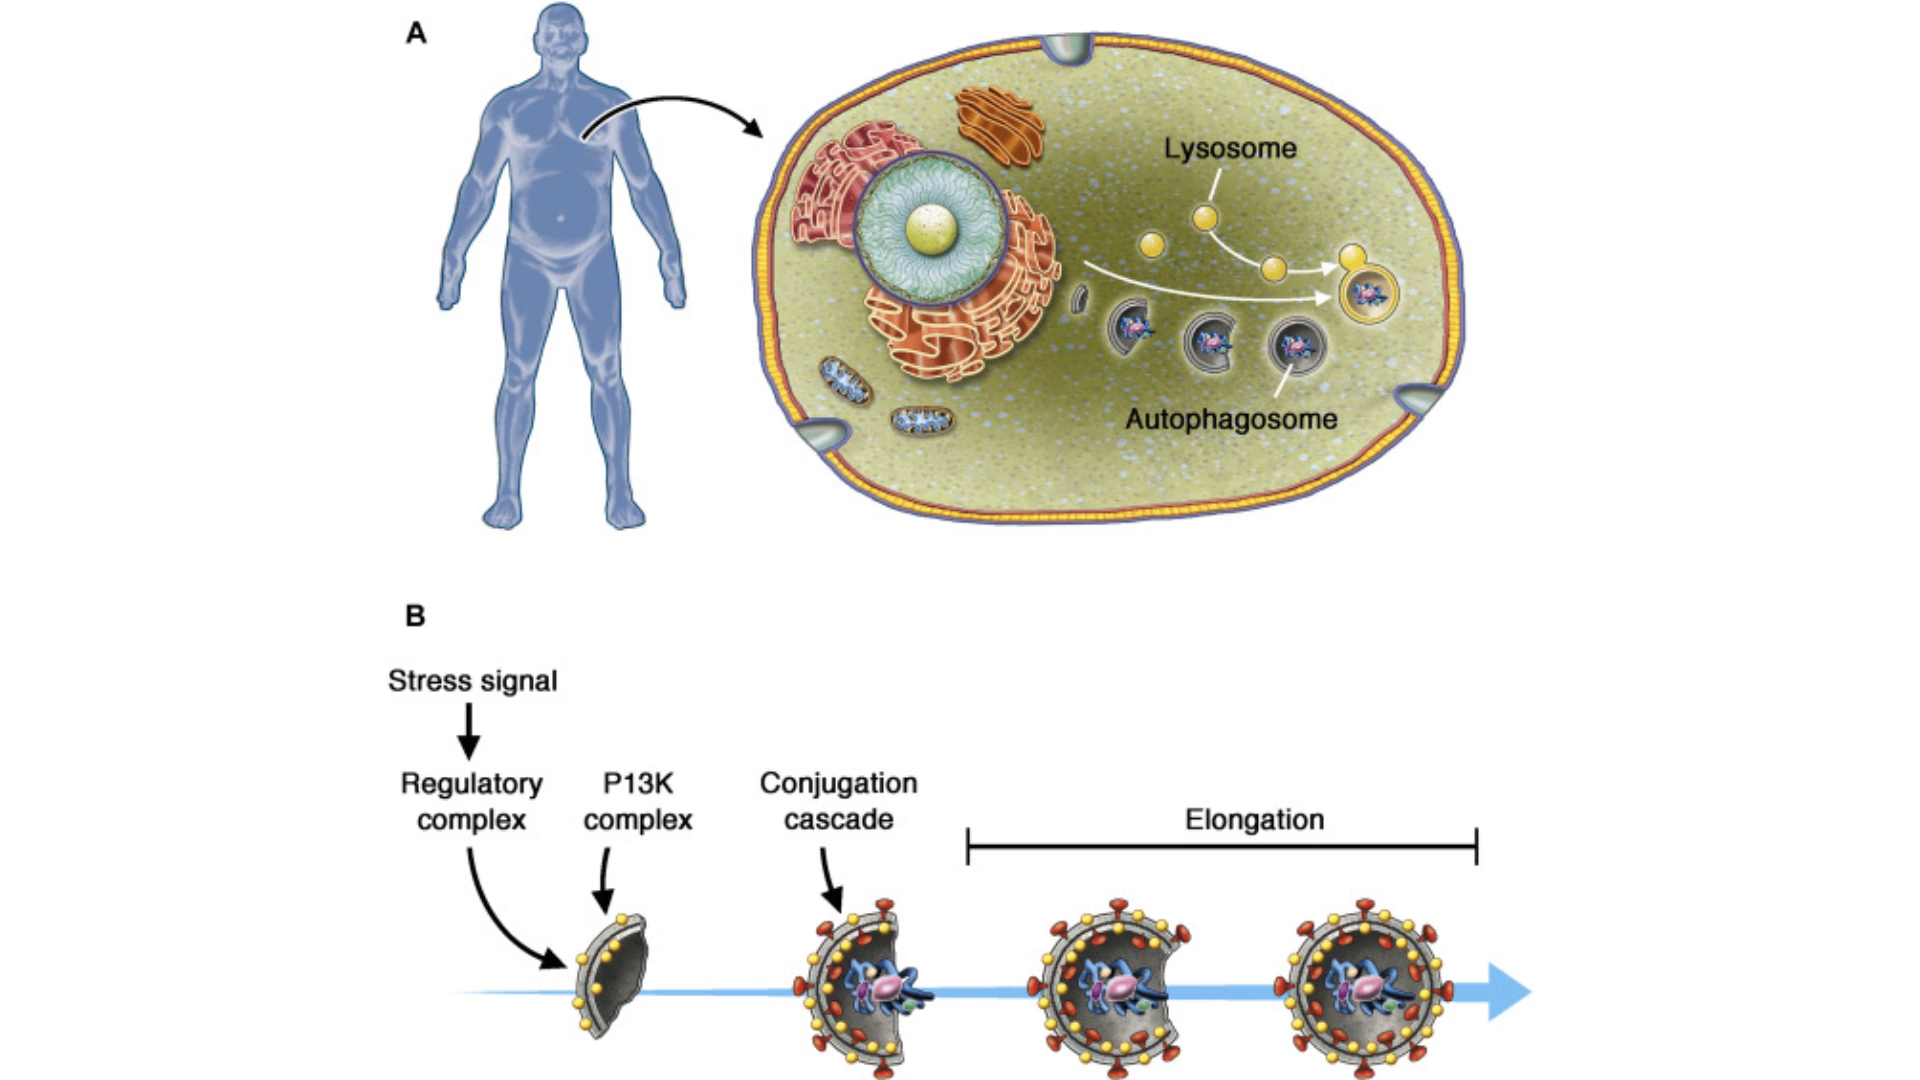 A
Lysosome
Autophagosome
B
Stress signal
Regulatory
complex
P13K
complex
Conjugation
cascade
Elongation